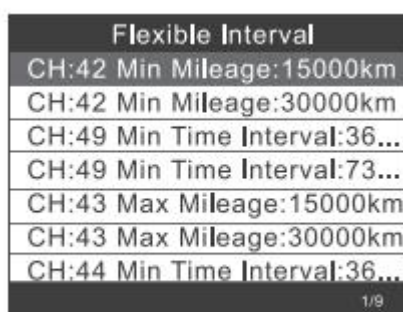 Flexible Interval
CH:42 Min Mileage:15000km
CH:42 Min Mileage:30000km
CH:49 Min Time Interval:36...
CH:49 Min Time Interval:73...
CH:43 Max Mileage:15000km
CH:43 Max Mileage:30000km
CH:44 Min Time Interval:36...
1/9